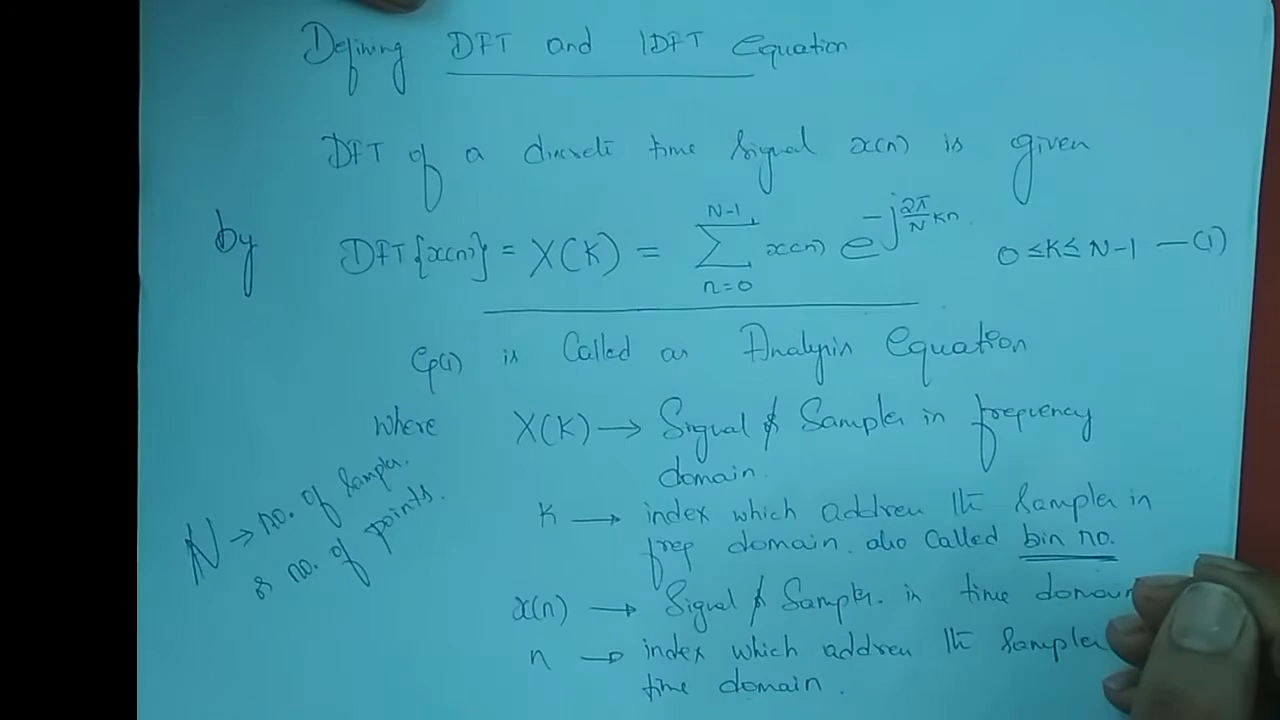 Defining DFT and IDFT Equation
DFT of a discrete time signal x(n) is given
by DFT{x(n)} = X(K) = \sum_{n=0}^{N-1} x(n) e^{-j\frac{2π}{N}Kn} 0 ≤ K ≤ N-1 —(1)
Eq(1) is Called as Analysis Equation
where X(K) → Signal & Samples in frequency
domain.
K → index which address the samples in
freq domain. also called bin no.
N → no. of samples.
or no. of points.
x(n) → Signal & Samples. in time domain
n → index which address the samples
time domain.